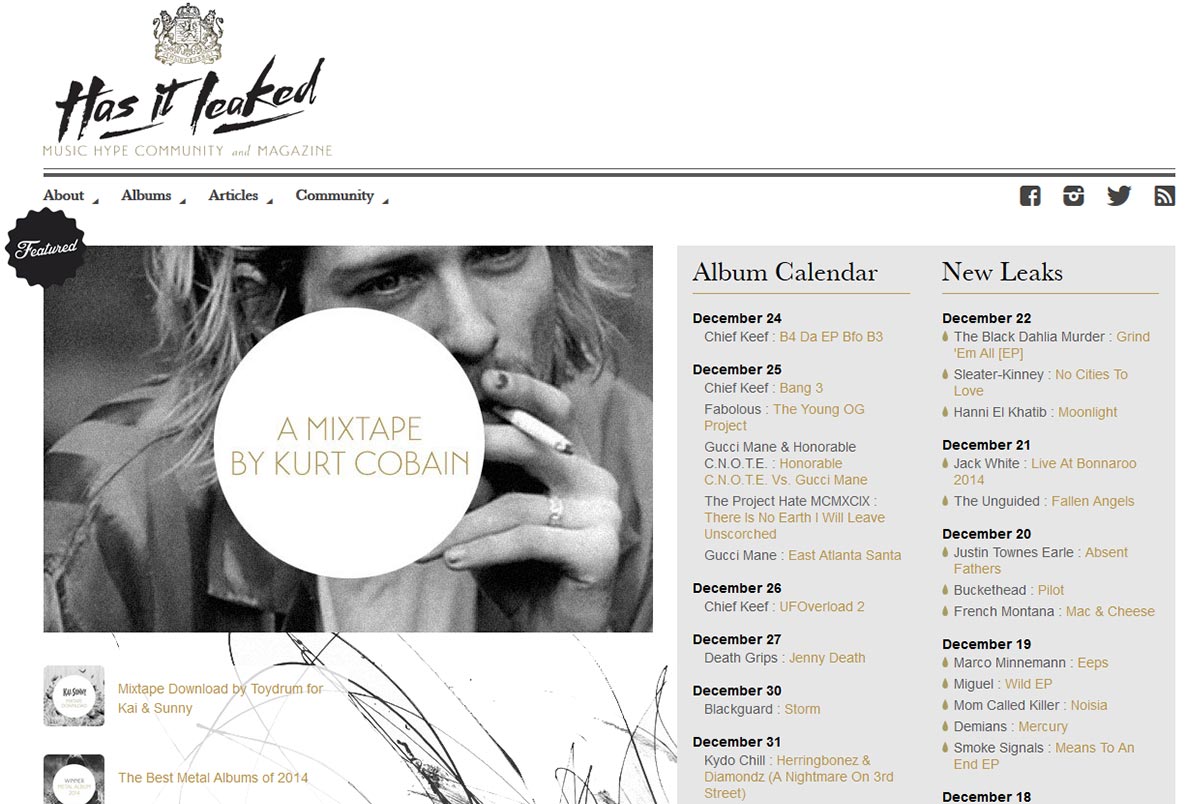 Has it leaked
MUSIC HYPE COMMUNITY and MAGAZINE
About
Albums
Articles
Community
Featured
A MIXTAPE
BY KURT COBAIN
Mixtape Download by Toydrum for
Kai & Sunny
KAI & SUNNY
MIXTAPE
DOWNLOAD
The Best Metal Albums of 2014
WINNER
METAL ALBUM
2014
Album Calendar
December 24
Chief Keef : B4 Da EP Bfo B3
December 25
Chief Keef : Bang 3
Fabolous : The Young OG
Project
Gucci Mane & Honorable
C.N.O.T.E. : Honorable
C.N.O.T.E. Vs. Gucci Mane
The Project Hate MCMXCIX :
There Is No Earth I Will Leave
Unscorched
Gucci Mane : East Atlanta Santa
December 26
Chief Keef : UFOverload 2
December 27
Death Grips : Jenny Death
December 30
Blackguard : Storm
December 31
Kydo Chill : Herringbonez &
Diamondz (A Nightmare On 3rd
Street)
New Leaks
December 22
The Black Dahlia Murder : Grind
'Em All [EP]
Sleater-Kinney : No Cities To
Love
Hanni El Khatib : Moonlight
December 21
Jack White : Live At Bonnaroo
2014
The Unguided : Fallen Angels
December 20
Justin Townes Earle : Absent
Fathers
Buckethead : Pilot
French Montana : Mac & Cheese
December 19
Marco Minnemann : Eeps
Miguel : Wild EP
Mom Called Killer : Noisia
Demians : Mercury
Smoke Signals : Means To An
End EP
December 18